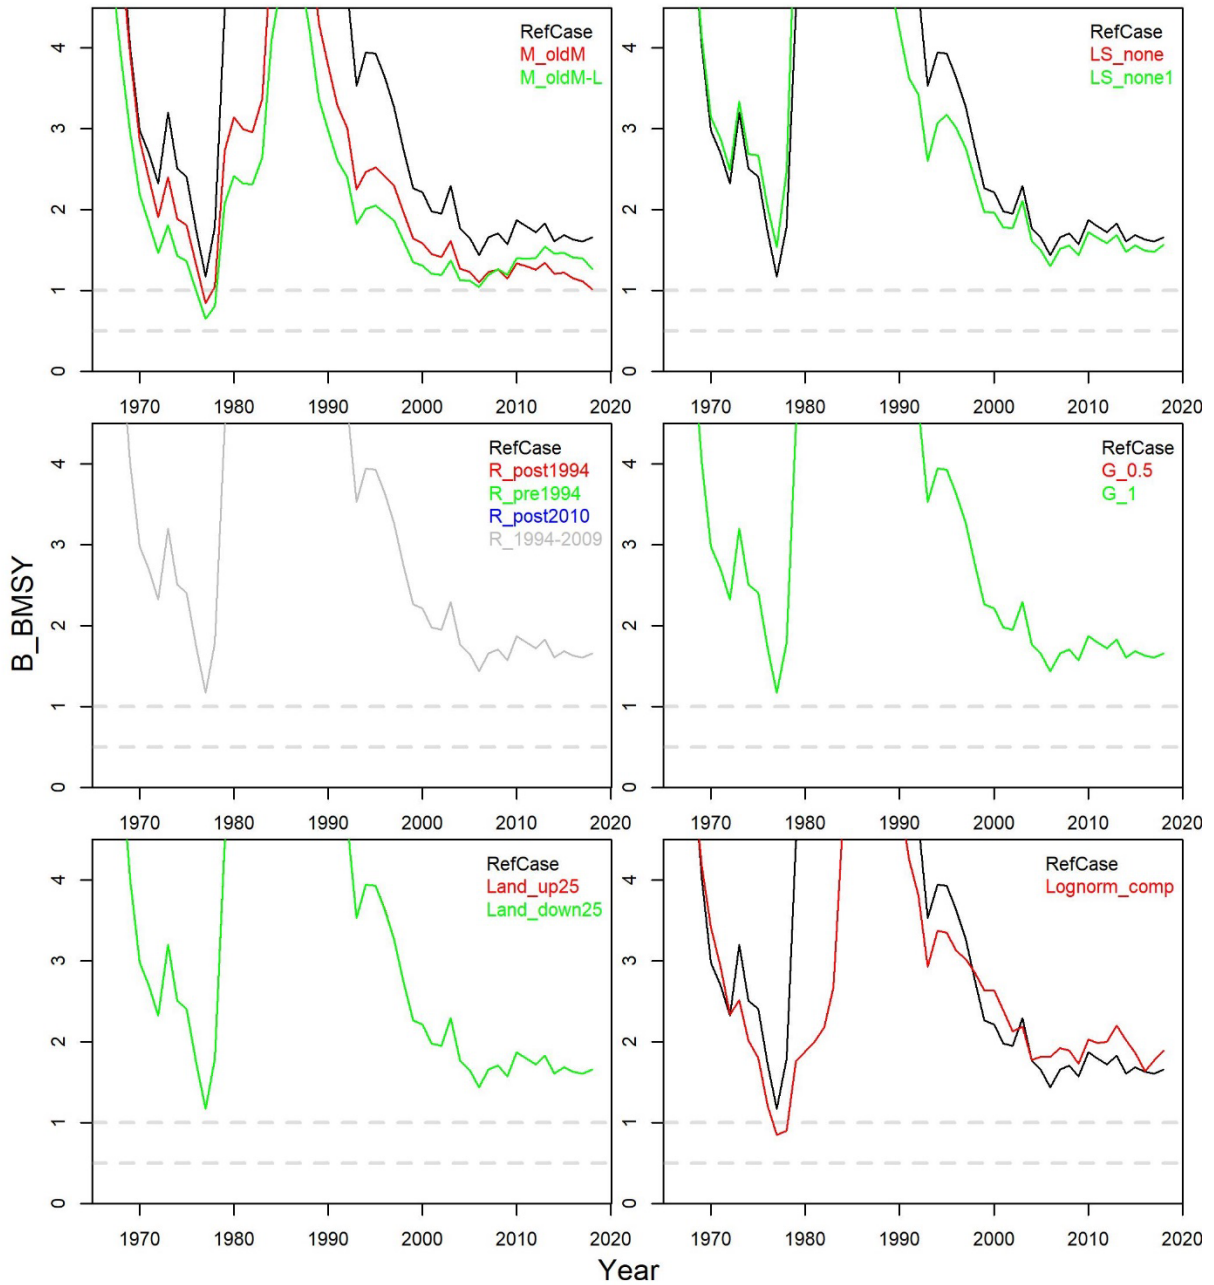 RefCase
M_oldM
M_oldM-L
4
3
2
1
0
1970 1980 1990 2000 2010 2020
RefCase
LS_none
LS_none1
4
3
2
1
0
1970 1980 1990 2000 2010 2020
RefCase
R_post1994
R_pre1994
R_post2010
R_1994-2009
4
3
2
1
0
1970 1980 1990 2000 2010 2020
RefCase
G_0.5
G_1
4
3
2
1
0
1970 1980 1990 2000 2010 2020
RefCase
Land_up25
Land_down25
4
3
2
1
0
1970 1980 1990 2000 2010 2020
RefCase
Lognorm_comp
4
3
2
1
0
1970 1980 1990 2000 2010 2020
B_BMSY
Year